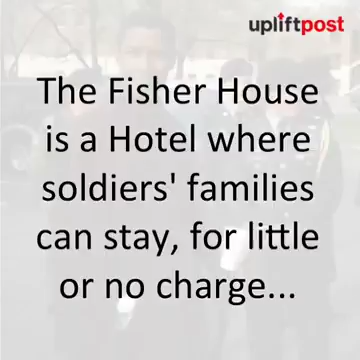 upliftpost
The Fisher House
is a Hotel where
soldiers' families
can stay, for little
or no charge...